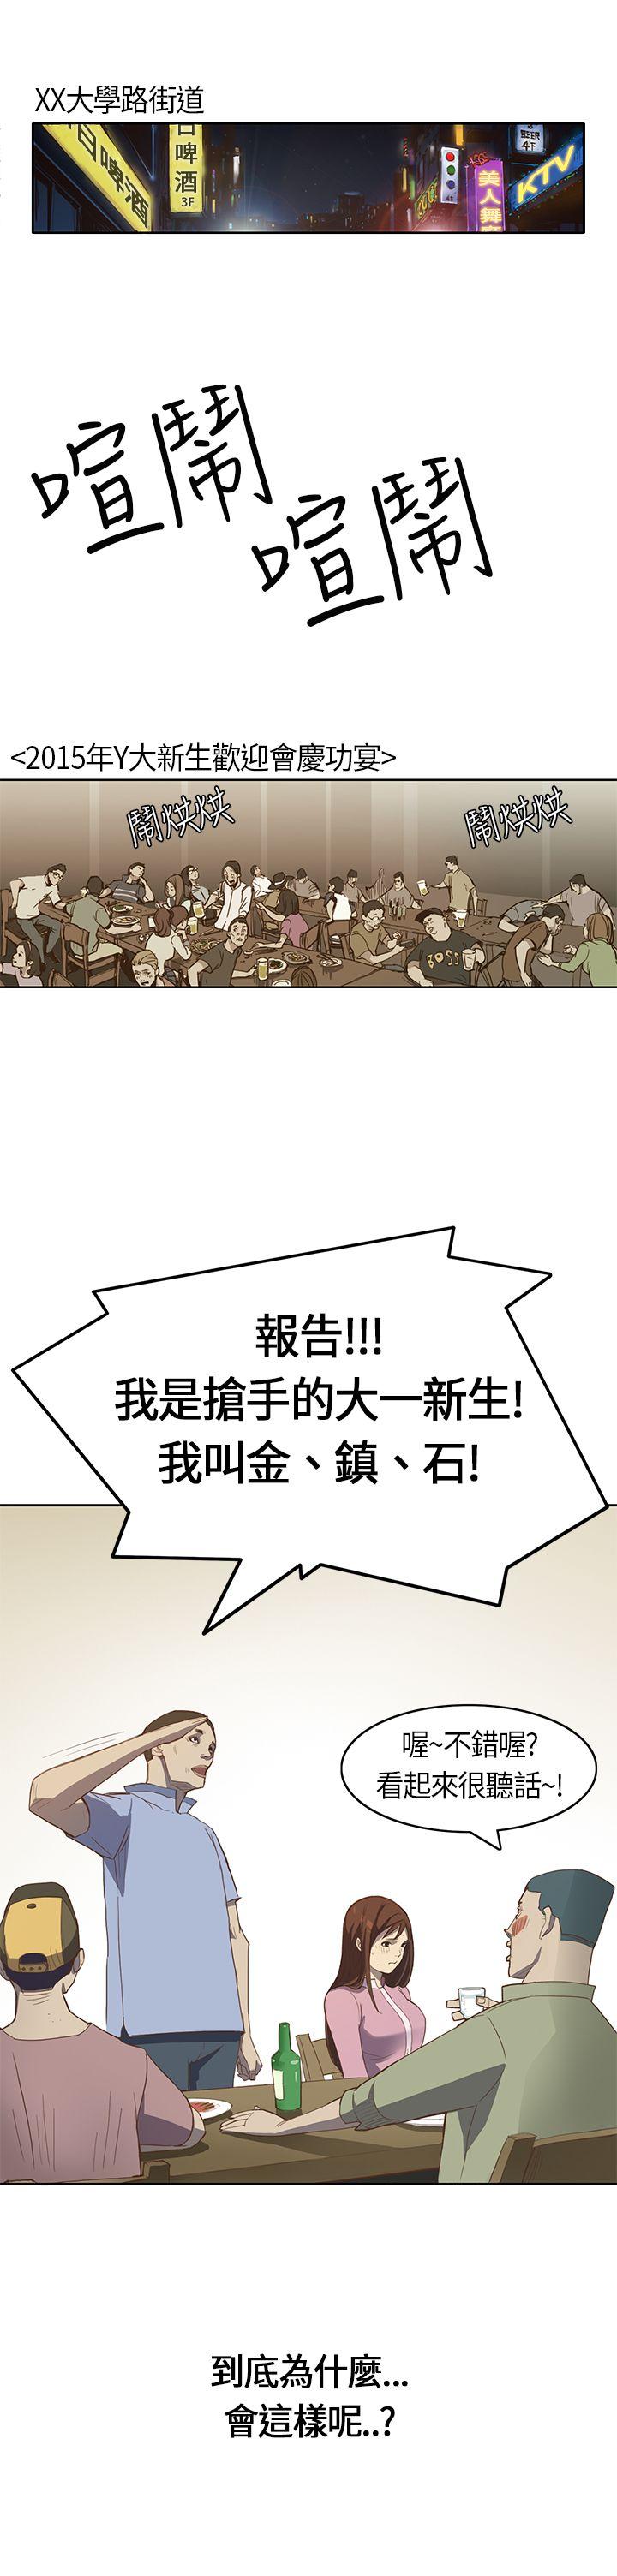 XX大學路街道
白啤酒
白啤酒
3F
美人舞
BEER
4F
KTV
喧鬧
喧鬧
<2015年Y大新生歡迎會慶功宴>
鬧烘烘
鬧烘烘
BOSS
報告!!!
我是搶手的大一新生!
我叫金、鎮、石!
喔~不錯喔?
看起來很聽話~!
到底為什麼...
會這樣呢..?